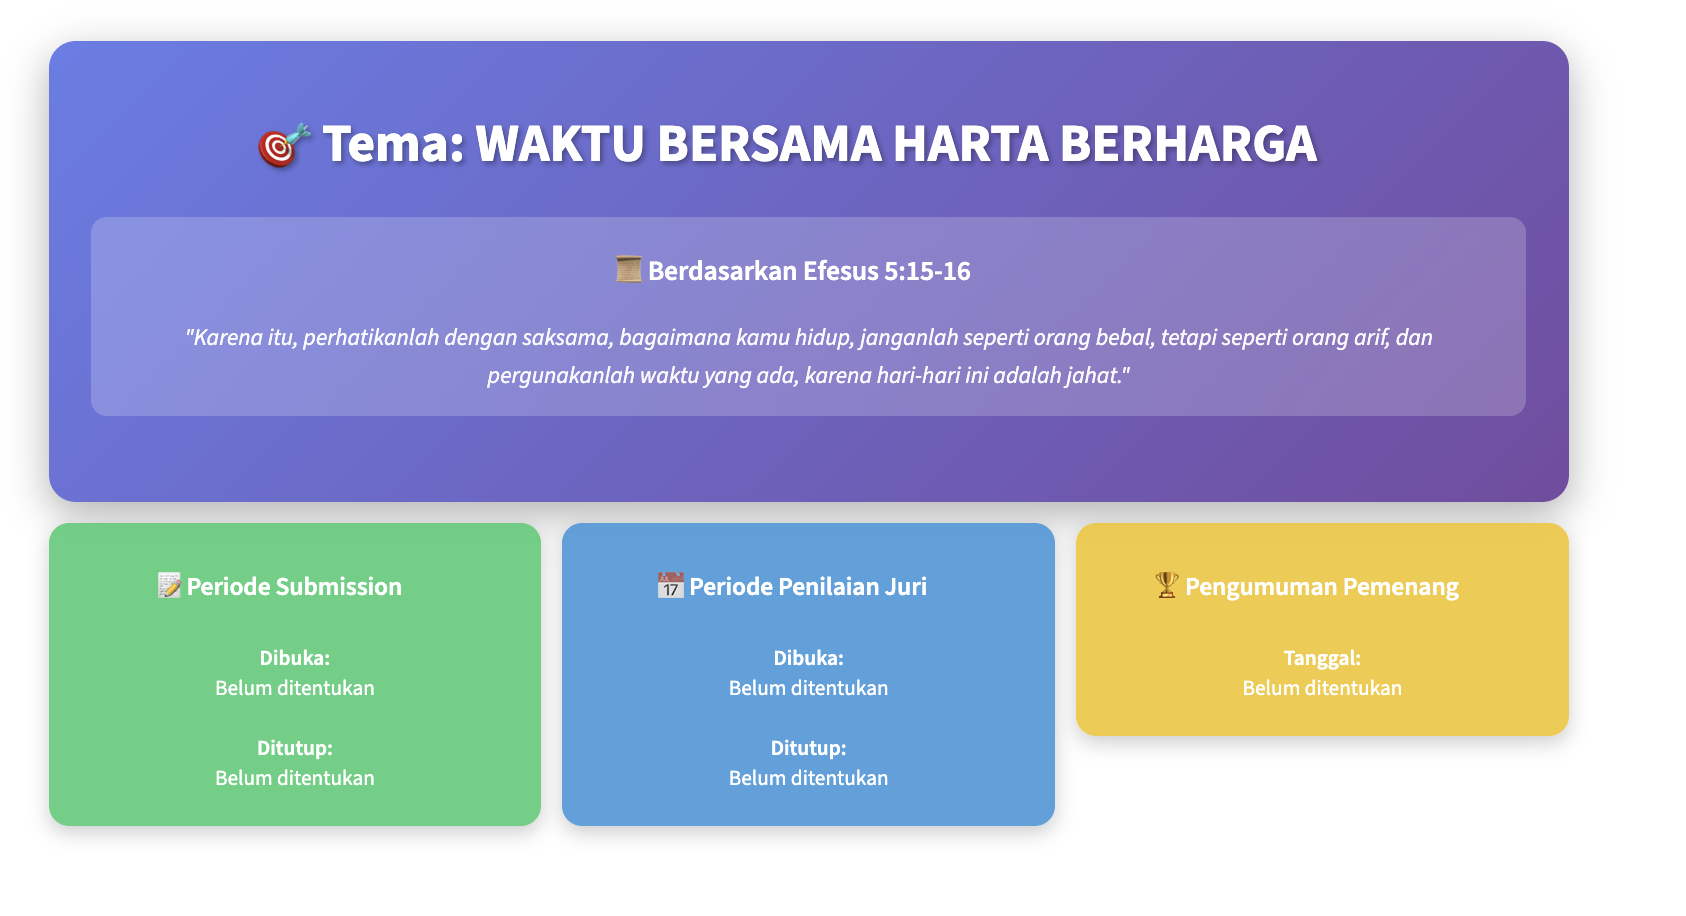 🎯 Tema: WAKTU BERSAMA HARTA BERHARGA
📜 Berdasarkan Efesus 5:15-16
"Karena itu, perhatikanlah dengan saksama, bagaimana kamu hidup, janganlah seperti orang bebal, tetapi seperti orang arif, dan
pergunakanlah waktu yang ada, karena hari-hari ini adalah jahat."
📝 Periode Submission
Dibuka:
Belum ditentukan
Ditutup:
Belum ditentukan
📅 Periode Penilaian Juri
Dibuka:
Belum ditentukan
Ditutup:
Belum ditentukan
🏆 Pengumuman Pemenang
Tanggal:
Belum ditentukan